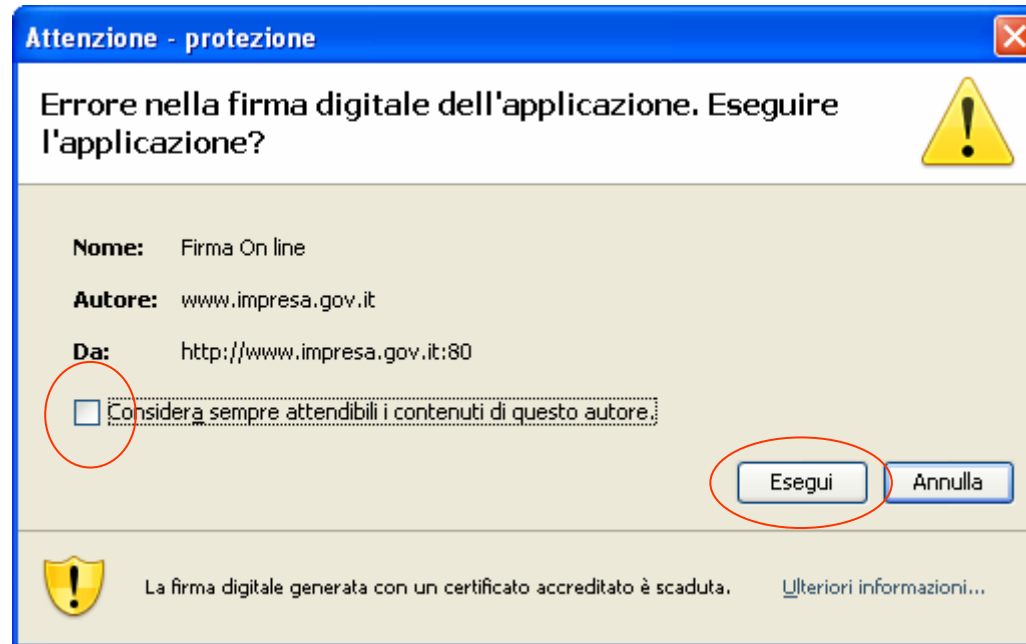 Attenzione - protezione
Errore nella firma digitale dell'applicazione. Eseguire
l'applicazione?
Nome: Firma On line
Autore: www.impresa.gov.it
Da: http://www.impresa.gov.it:80
Considera sempre attendibili i contenuti di questo autore.
Esegui Annulla
La firma digitale generata con un certificato accreditato è scaduta. Ulteriori informazioni...